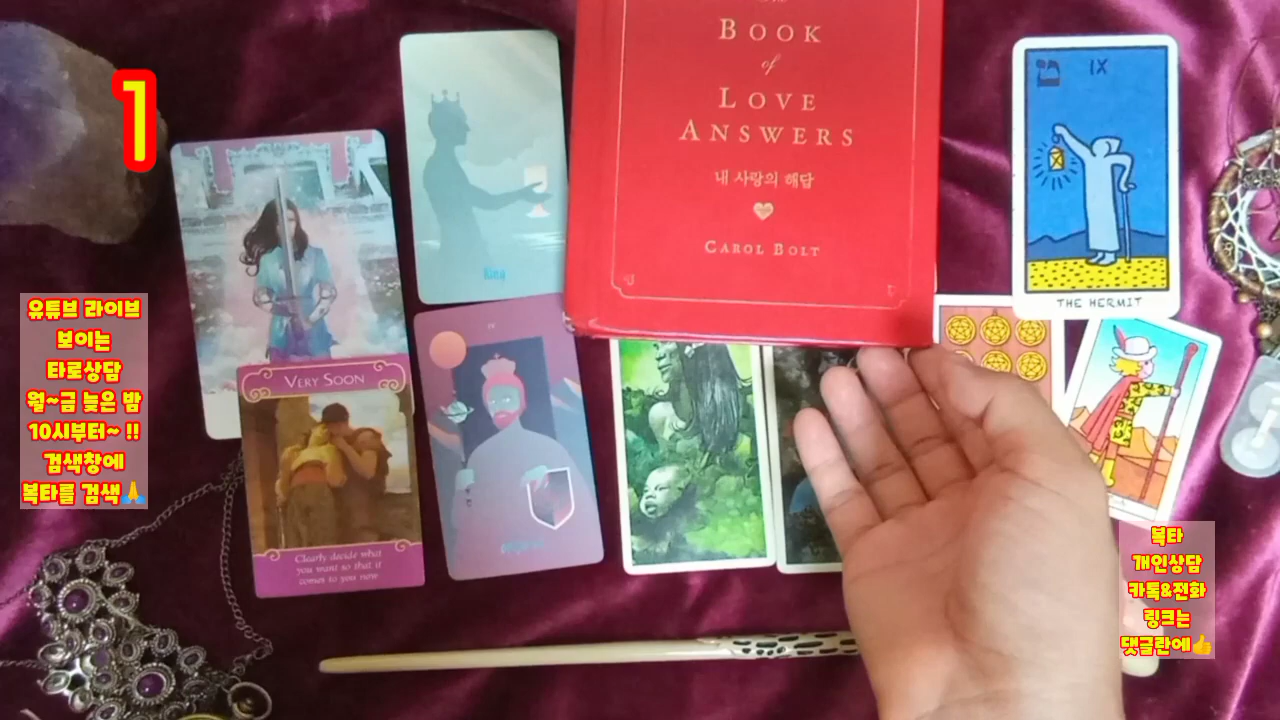 1
유튜브 라이브
보이는
타로상담
월~금 늦은 밤
10시부터~ !!
검색창에
복타를 검색🙏
VERY SOON
Clearly decide what
you want so that it
comes to you now
King
IV
BOOK
of
LOVE
ANSWERS
내 사랑의 해답
CAROL BOLT
IX
THE HERMIT
복타
개인상담
카톡&전화
링크는
댓글란에👍